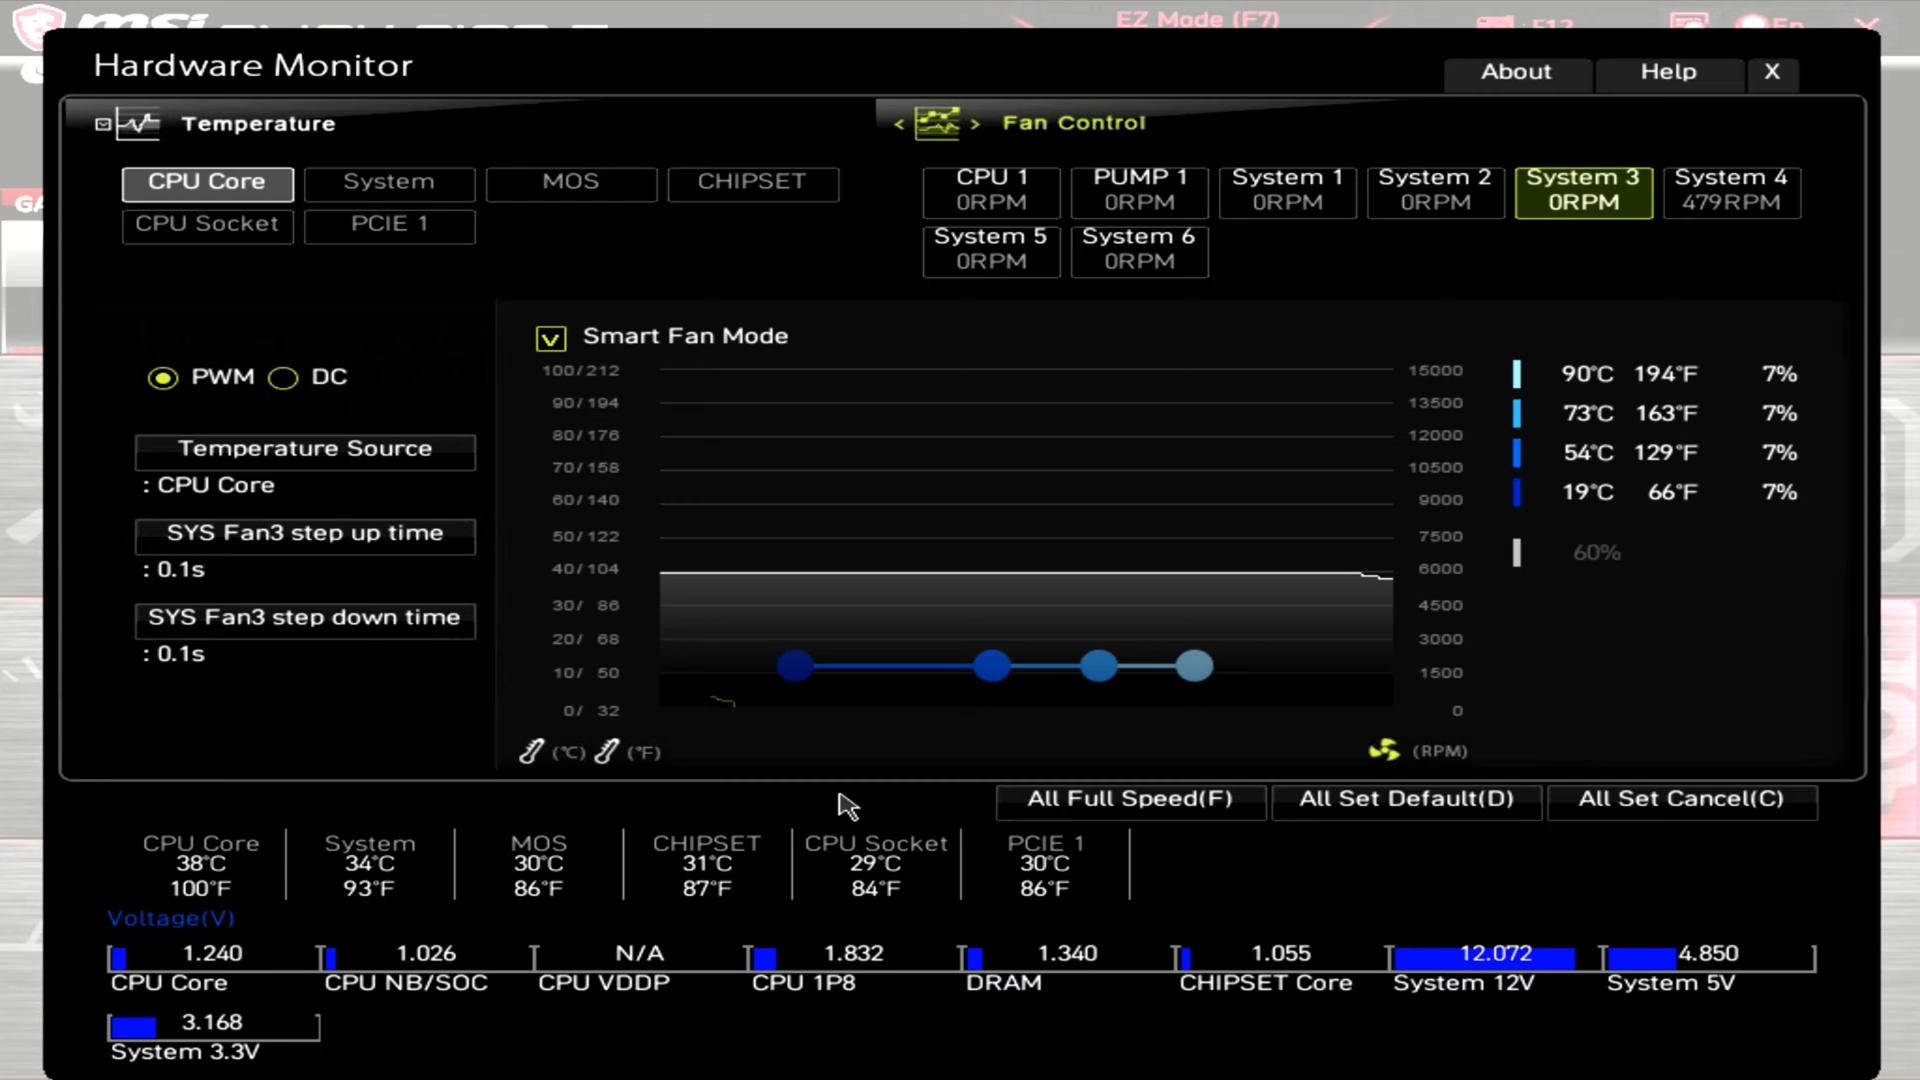 msi
EZ Mode (F7)
F12
En
Hardware Monitor
About
Help
X
Temperature
< > Fan Control
CPU Core
System
MOS
CHIPSET
CPU Socket
PCIE 1
CPU 1
0RPM
PUMP 1
0RPM
System 1
0RPM
System 2
0RPM
System 3
0RPM
System 4
479RPM
System 5
0RPM
System 6
0RPM
PWM
DC
Temperature Source
: CPU Core
SYS Fan3 step up time
: 0.1s
SYS Fan3 step down time
: 0.1s
Smart Fan Mode
100/212
90/194
80/176
70/158
60/140
50/122
40/104
30/ 86
20/ 68
10/ 50
0/ 32
15000
13500
12000
10500
9000
7500
6000
4500
3000
1500
0
(°C) (°F)
(RPM)
90°C 194°F 7%
73°C 163°F 7%
54°C 129°F 7%
19°C 66°F 7%
60%
All Full Speed(F)
All Set Default(D)
All Set Cancel(C)
CPU Core
38°C
100°F
System
34°C
93°F
MOS
30°C
86°F
CHIPSET
31°C
87°F
CPU Socket
29°C
84°F
PCIE 1
30°C
86°F
Voltage(V)
1.240
CPU Core
1.026
CPU NB/SOC
N/A
CPU VDDP
1.832
CPU 1P8
1.340
DRAM
1.055
CHIPSET Core
12.072
System 12V
4.850
System 5V
3.168
System 3.3V